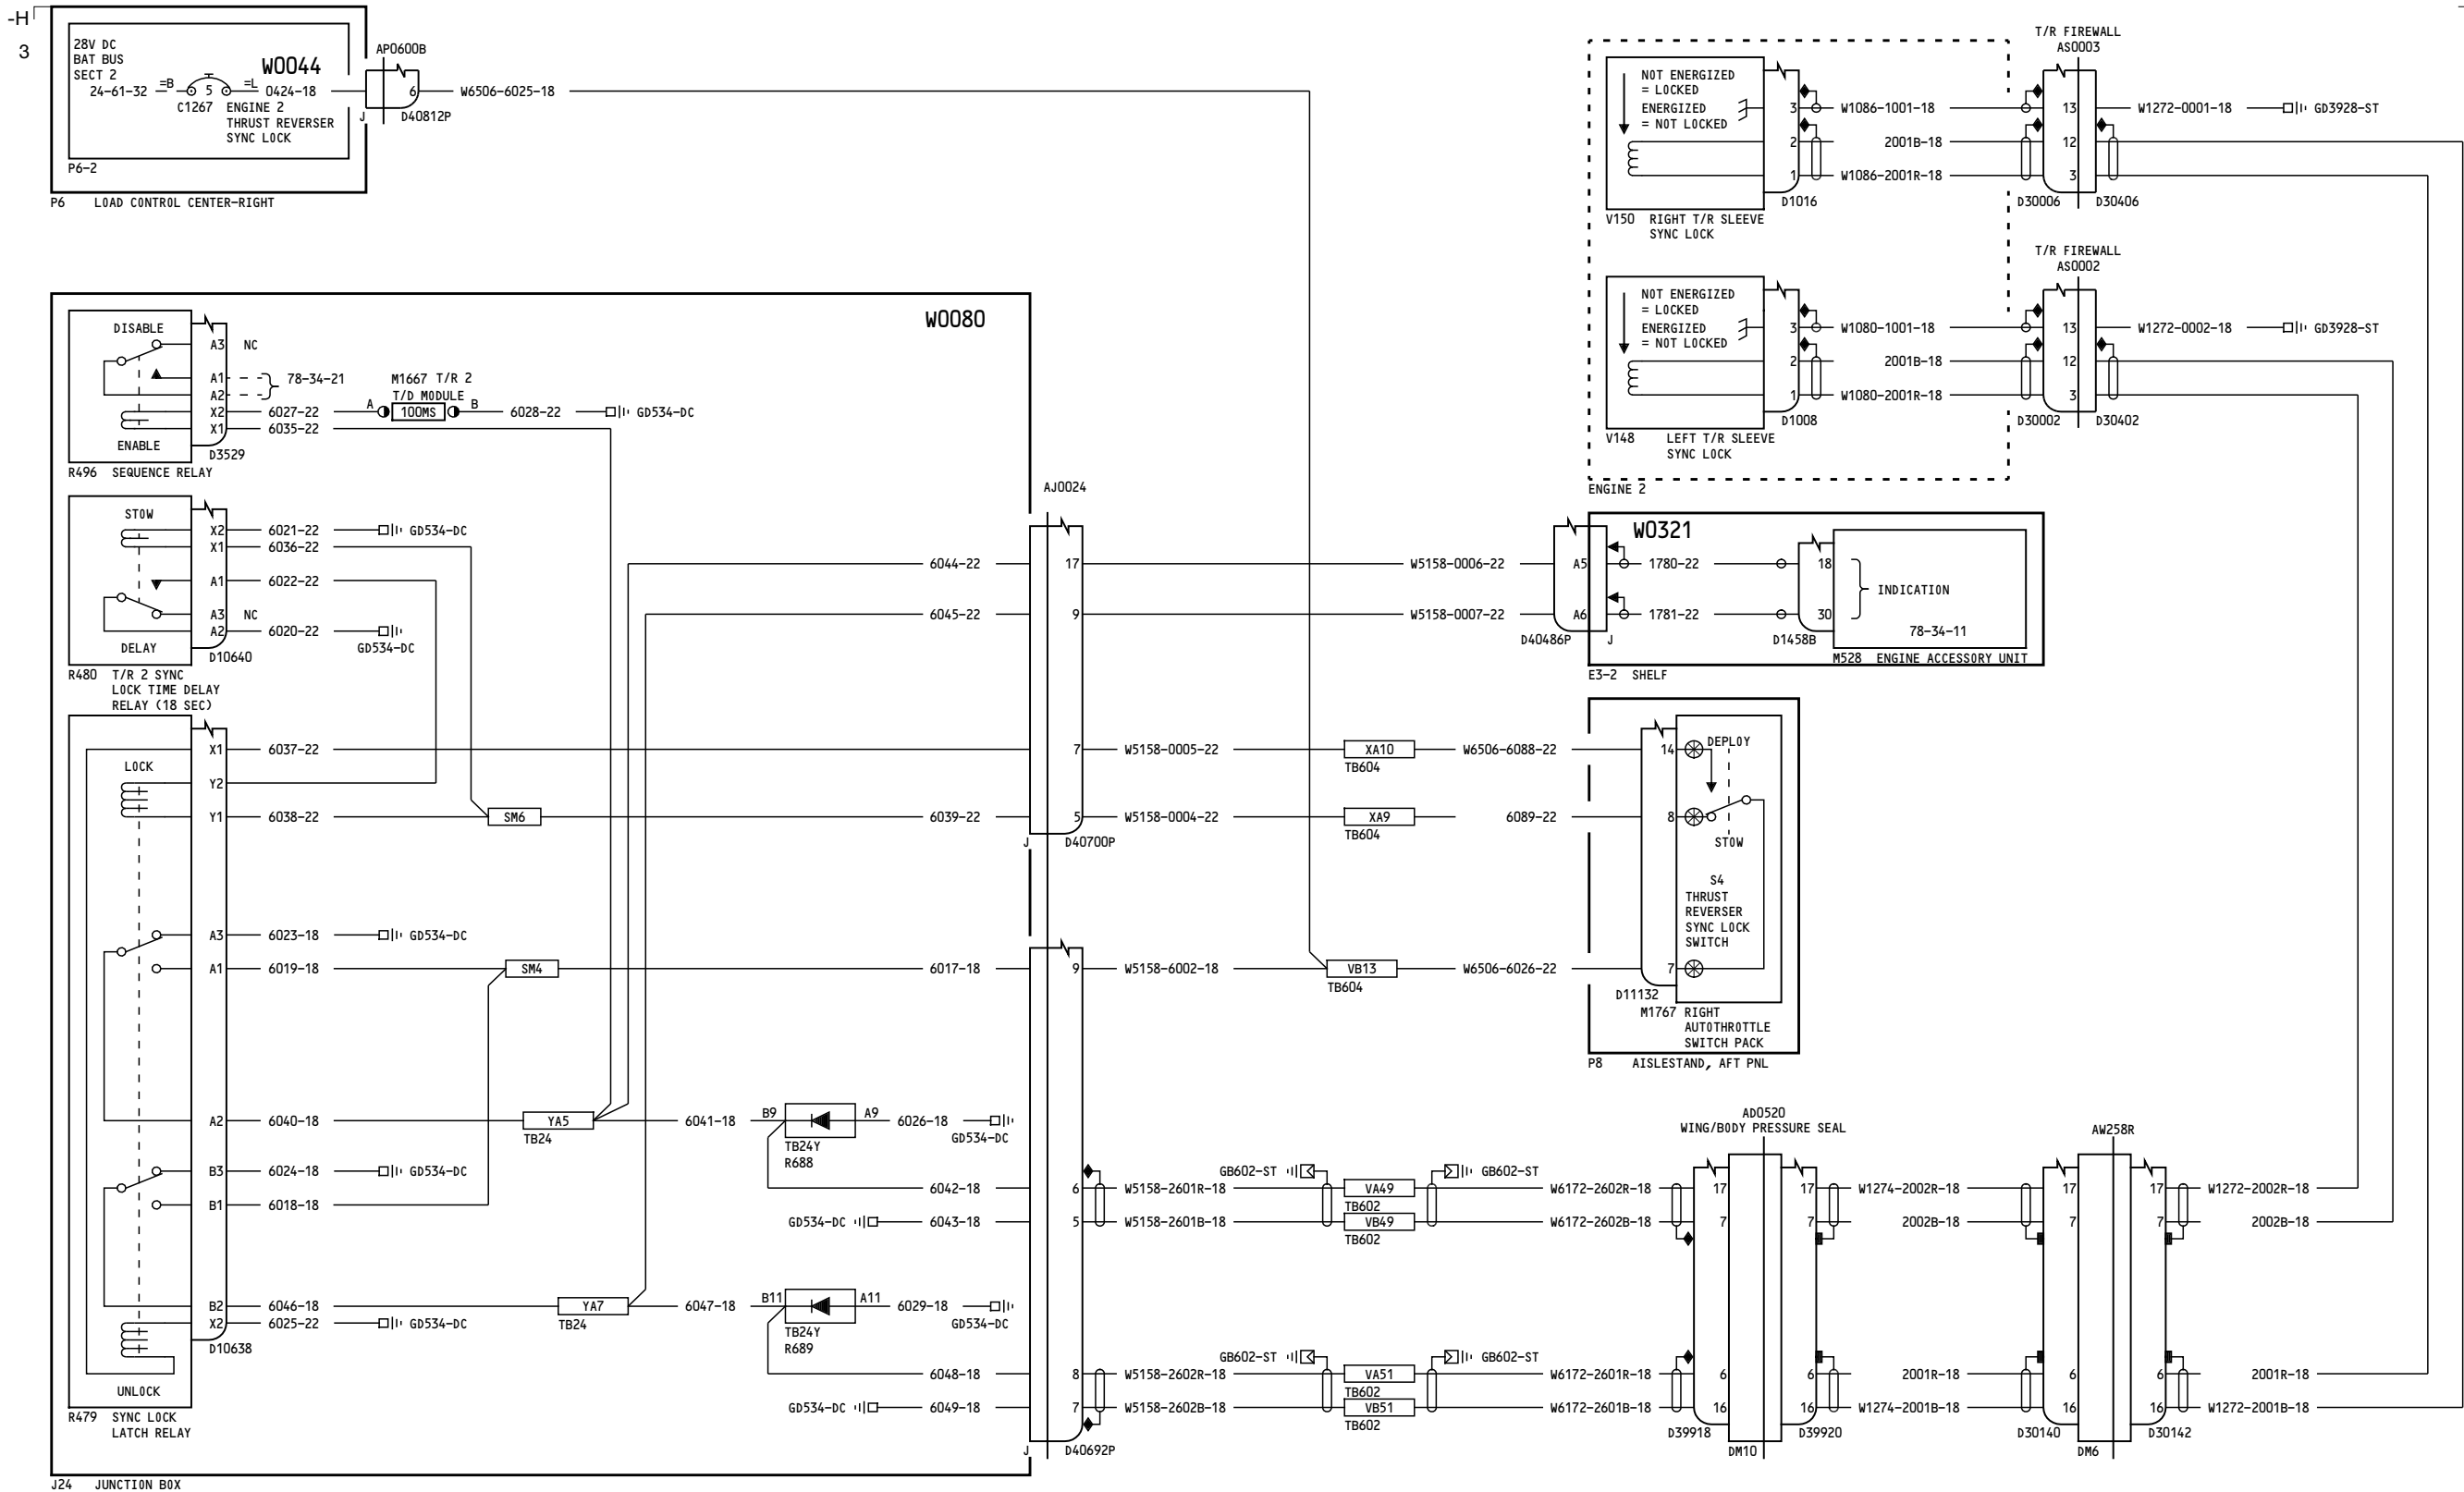 -H
3
28V DC
BAT BUS
SECT 2
24-61-32
=B
5
=L
C1267
W0044
0424-18
ENGINE 2
THRUST REVERSER
SYNC LOCK
P6-2
P6 LOAD CONTROL CENTER-RIGHT
AP0600B
6
J
D40812P
W6506-6025-18
NOT ENERGIZED
= LOCKED
ENERGIZED
= NOT LOCKED
3
2
1
D1016
V150 RIGHT T/R SLEEVE
SYNC LOCK
W1086-1001-18
2001B-18
W1086-2001R-18
T/R FIREWALL
AS0003
13
12
3
D30006
D30406
W1272-0001-18
GD3928-ST
NOT ENERGIZED
= LOCKED
ENERGIZED
= NOT LOCKED
3
2
1
D1008
V148 LEFT T/R SLEEVE
SYNC LOCK
W1080-1001-18
2001B-18
W1080-2001R-18
T/R FIREWALL
AS0002
13
12
3
D30002
D30402
W1272-0002-18
GD3928-ST
ENGINE 2
W0080
DISABLE
A3 NC
A1
A2
78-34-21
X2 6027-22
X1 6035-22
ENABLE
D3529
R496 SEQUENCE RELAY
M1667 T/R 2
T/D MODULE
A
100MS
B
6028-22
GD534-DC
STOW
X2 6021-22 GD534-DC
X1 6036-22
A1 6022-22
A3 NC
A2 6020-22
GD534-DC
DELAY
D10640
R480 T/R 2 SYNC
LOCK TIME DELAY
RELAY (18 SEC)
AJ0024
6044-22 17 W5158-0006-22 A5 1780-22 18
6045-22 9 W5158-0007-22 A6 1781-22 30
D40486P
J
W0321
D1458B
INDICATION
78-34-11
M528 ENGINE ACCESSORY UNIT
E3-2 SHELF
X1 6037-22 7 W5158-0005-22 XA10 W6506-6088-22 14 DEPLOY
TB604
LOCK
Y2
Y1 6038-22 SM6 6039-22 5 W5158-0004-22 XA9 6089-22 8
TB604
STOW
J
D40700P
S4
THRUST
REVERSER
SYNC LOCK
SWITCH
A3 6023-18 GD534-DC
A1 6019-18 SM4 6017-18 9 W5158-6002-18 VB13 W6506-6026-22 7
TB604
D11132
M1767 RIGHT
AUTOTHROTTLE
SWITCH PACK
P8 AISLESTAND, AFT PNL
A2 6040-18 YA5 6041-18 B9 A9 6026-18
TB24
TB24Y
R688
GD534-DC
B3 6024-18 GD534-DC
B1 6018-18
6042-18 6 W5158-2601R-18 VA49 W6172-2602R-18 17 17 W1274-2002R-18 17 17 W1272-2002R-18
GB602-ST
GB602-ST
TB602
GD534-DC 6043-18 5 W5158-2601B-18 VB49 W6172-2602B-18 7 7 2002B-18 7 7 2002B-18
TB602
AD0520
WING/BODY PRESSURE SEAL
AW258R
B2 6046-18 YA7 6047-18 B11 A11 6029-18
TB24
TB24Y
R689
GD534-DC
X2 6025-22 GD534-DC
D10638
UNLOCK
R479 SYNC LOCK
LATCH RELAY
GB602-ST
GB602-ST
6048-18 8 W5158-2602R-18 VA51 W6172-2601R-18 6 6 2001R-18 6 6 2001R-18
TB602
GD534-DC 6049-18 7 W5158-2602B-18 VB51 W6172-2601B-18 16 16 W1274-2001B-18 16 16 W1272-2001B-18
TB602
J
D40692P
D39918
DM10
D39920
D30140
DM6
D30142
J24 JUNCTION BOX